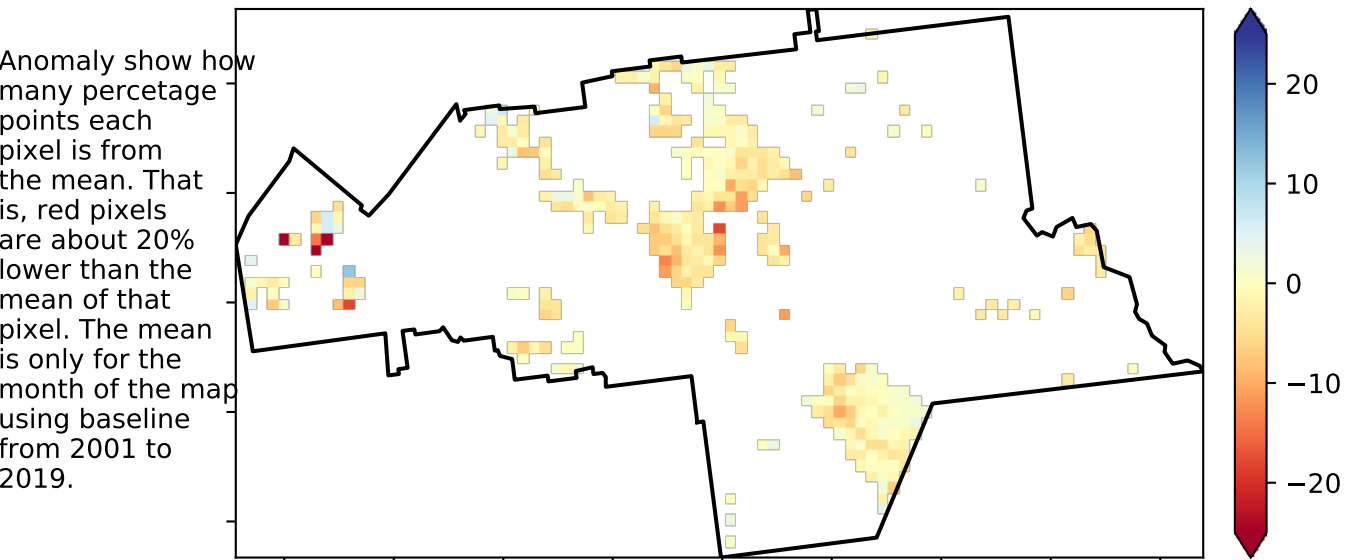 Anomaly show how
many percetage
points each
pixel is from
the mean. That
is, red pixels
are about 20%
lower than the
mean of that
pixel. The mean
is only for the
month of the map
using baseline
from 2001 to
2019.
20
10
0
−10
−20